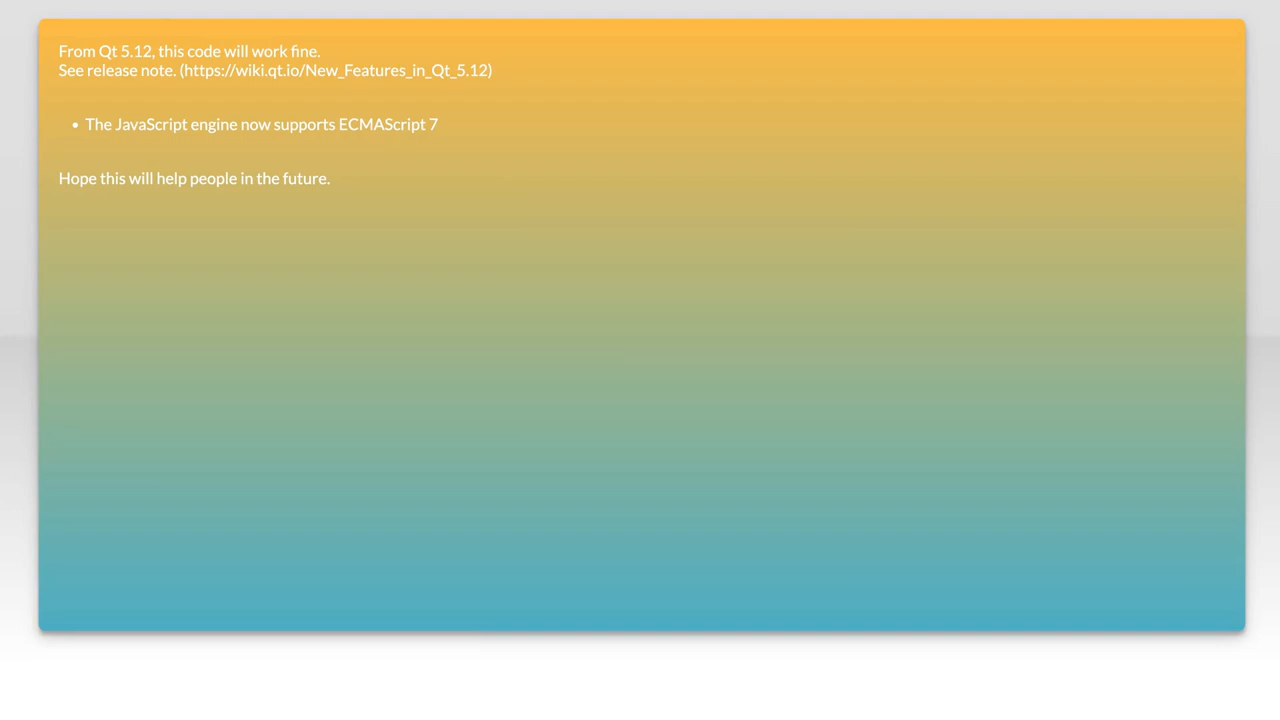 From Qt 5.12, this code will work fine.
See release note. (https://wiki.qt.io/New_Features_in_Qt_5.12)
• The JavaScript engine now supports ECMAScript 7
Hope this will help people in the future.